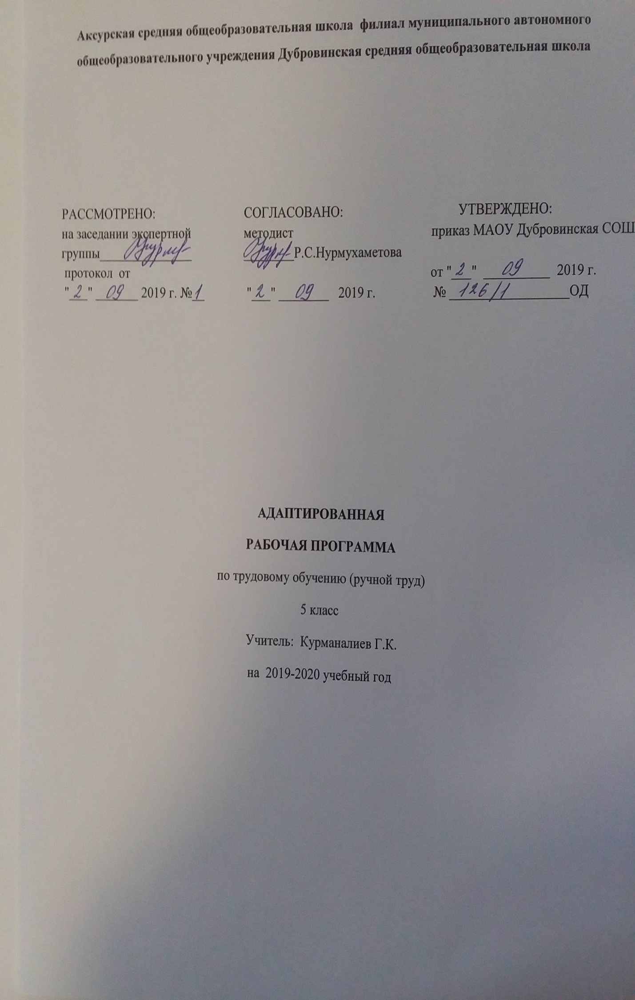 Аксурская средняя общеобразовательная школа филиал муниципального автономного
общеобразовательного учреждения Дубровинская средняя общеобразовательная школа
РАССМОТРЕНО:
на заседании экспертной
группы
протокол от
"2" 09 2019 г. №1
СОГЛАСОВАНО:
методист
Р.С.Нурмухаметова
"2" 09 2019 г.
УТВЕРЖДЕНО:
приказ МАОУ Дубровинская СОШ
от "2" 09 2019 г.
№ 126/1 ОД
АДАПТИРОВАННАЯ
РАБОЧАЯ ПРОГРАММА
по трудовому обучению (ручной труд)
5 класс
Учитель: Курманалиев Г.К.
на 2019-2020 учебный год